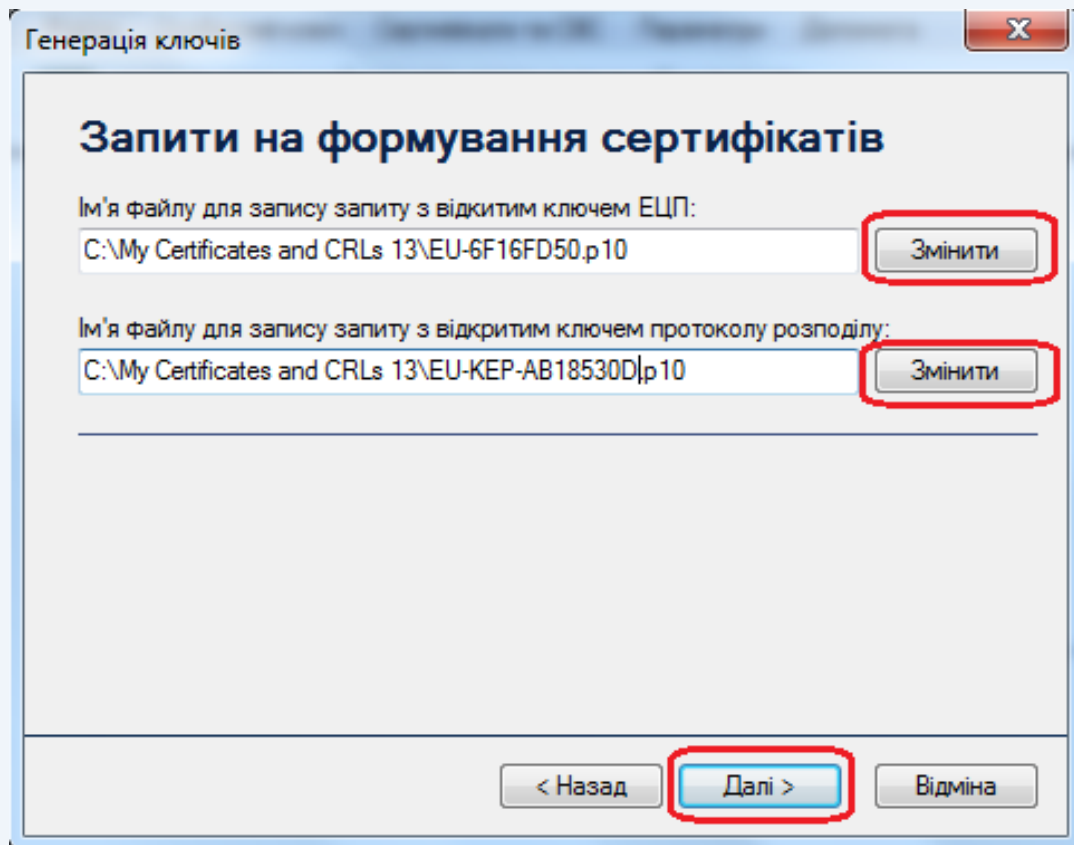 Генерація ключів
Запити на формування сертифікатів
Ім'я файлу для запису запиту з відкитим ключем ЕЦП:
C:\My Certificates and CRLs 13\EU-6F16FD50.p10
Змінити
Ім'я файлу для запису запиту з відкритим ключем протоколу розподілу:
C:\My Certificates and CRLs 13\EU-KEP-AB18530D.p10
Змінити
< Назад
Далі >
Відміна